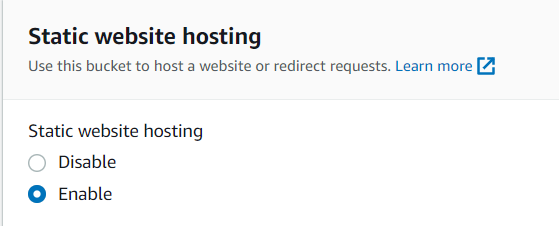 Static website hosting
Use this bucket to host a website or redirect requests. Learn more
Static website hosting
Disable
Enable